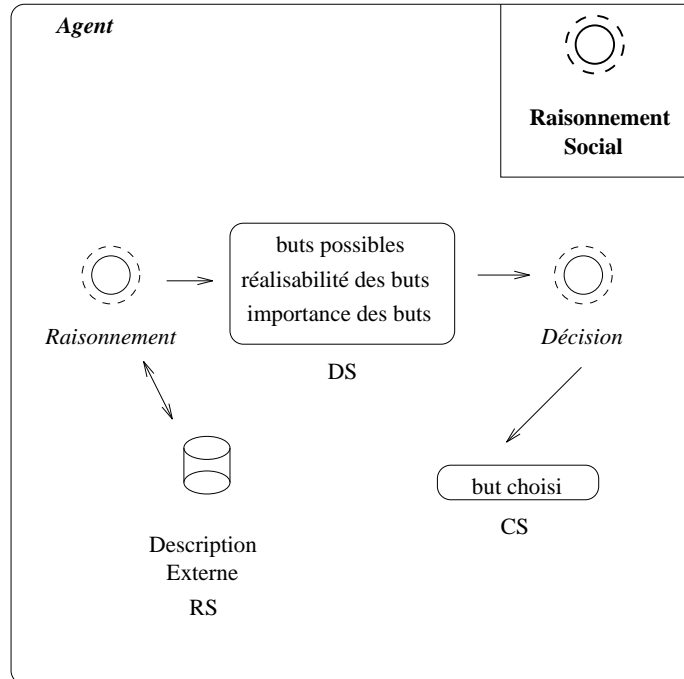 Agent
Raisonnement
Social
buts possibles
réalisabilité des buts
importance des buts
Raisonnement
Décision
DS
but choisi
CS
Description
Externe
RS